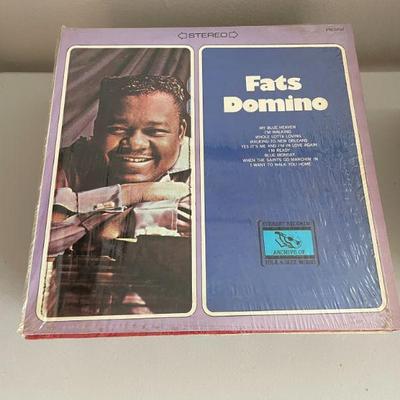 STEREO
Fats
Domino
MY BLUE HEAVEN
I'M WALKING
WHOLE LOTTA LOVING
WALKING TO NEW ORLEANS
YES IT'S ME AND I'M IN LOVE AGAIN
I'M READY
BLUE MONDAY
WHEN THE SAINTS GO MARCHIN' IN
I WANT TO WALK YOU HOME
EVEREST RECORDS
ARCHIVE OF
FOLK & JAZZ MUSIC